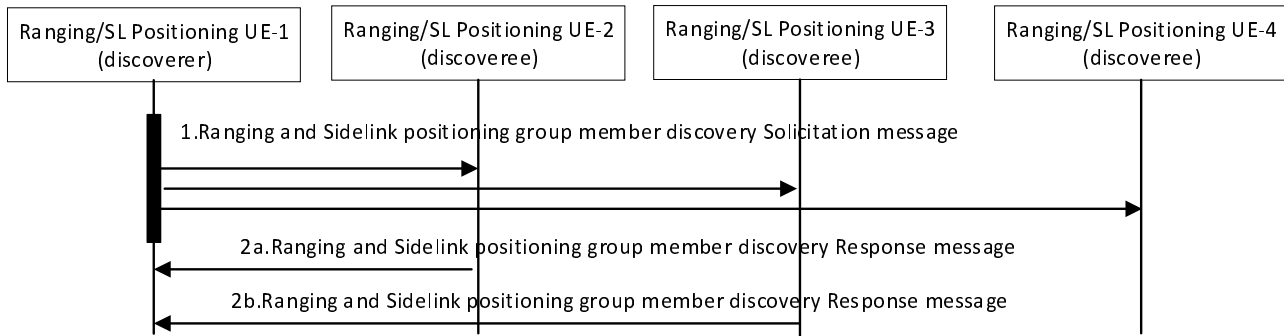 Ranging/SL Positioning UE-1
(discoverer)
Ranging/SL Positioning UE-2
(discoveree)
Ranging/SL Positioning UE-3
(discoveree)
Ranging/SL Positioning UE-4
(discoveree)
1.Ranging and Sidelink positioning group member discovery Solicitation message
2a.Ranging and Sidelink positioning group member discovery Response message
2b.Ranging and Sidelink positioning group member discovery Response message